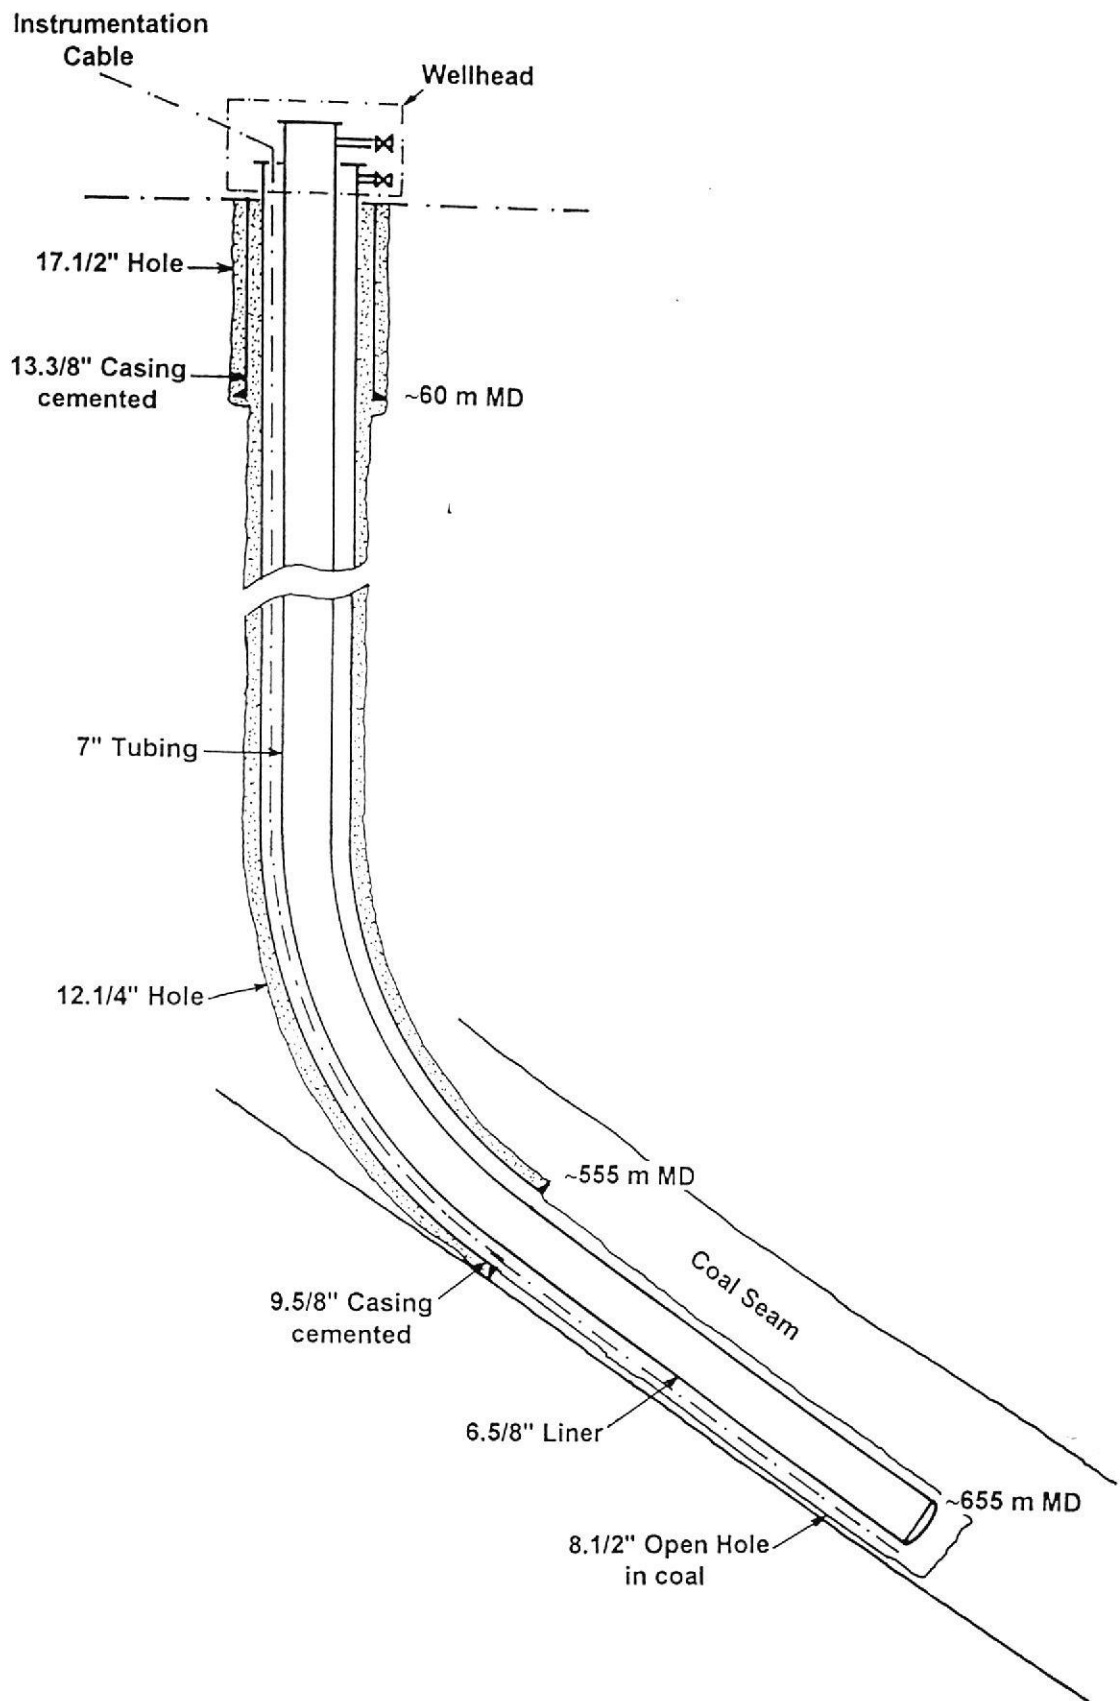 Instrumentation
Cable
Wellhead
17.1/2" Hole
13.3/8" Casing
cemented
~60 m MD
7" Tubing
12.1/4" Hole
~555 m MD
Coal Seam
9.5/8" Casing
cemented
6.5/8" Liner
~655 m MD
8.1/2" Open Hole
in coal